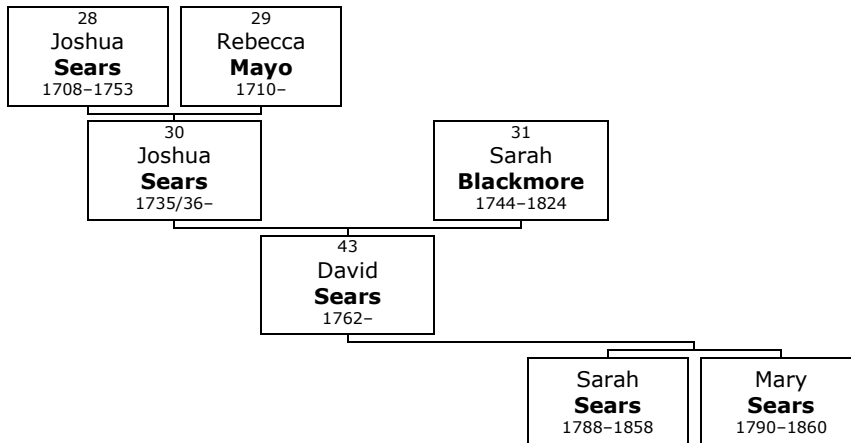 28
Joshua
Sears
1708–1753
29
Rebecca
Mayo
1710–
30
Joshua
Sears
1735/36–
31
Sarah
Blackmore
1744–1824
43
David
Sears
1762–
Sarah
Sears
1788–1858
Mary
Sears
1790–1860